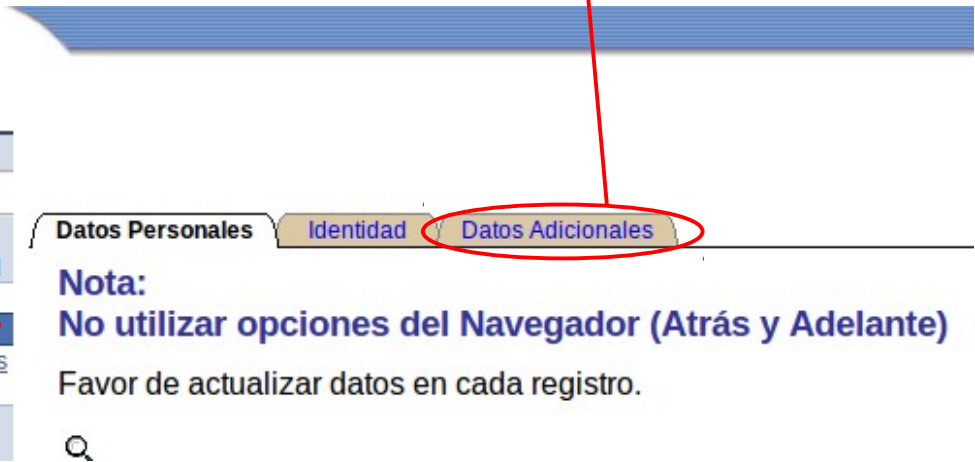 Datos Personales Identidad Datos Adicionales
Nota:
No utilizar opciones del Navegador (Atrás y Adelante)
Favor de actualizar datos en cada registro.